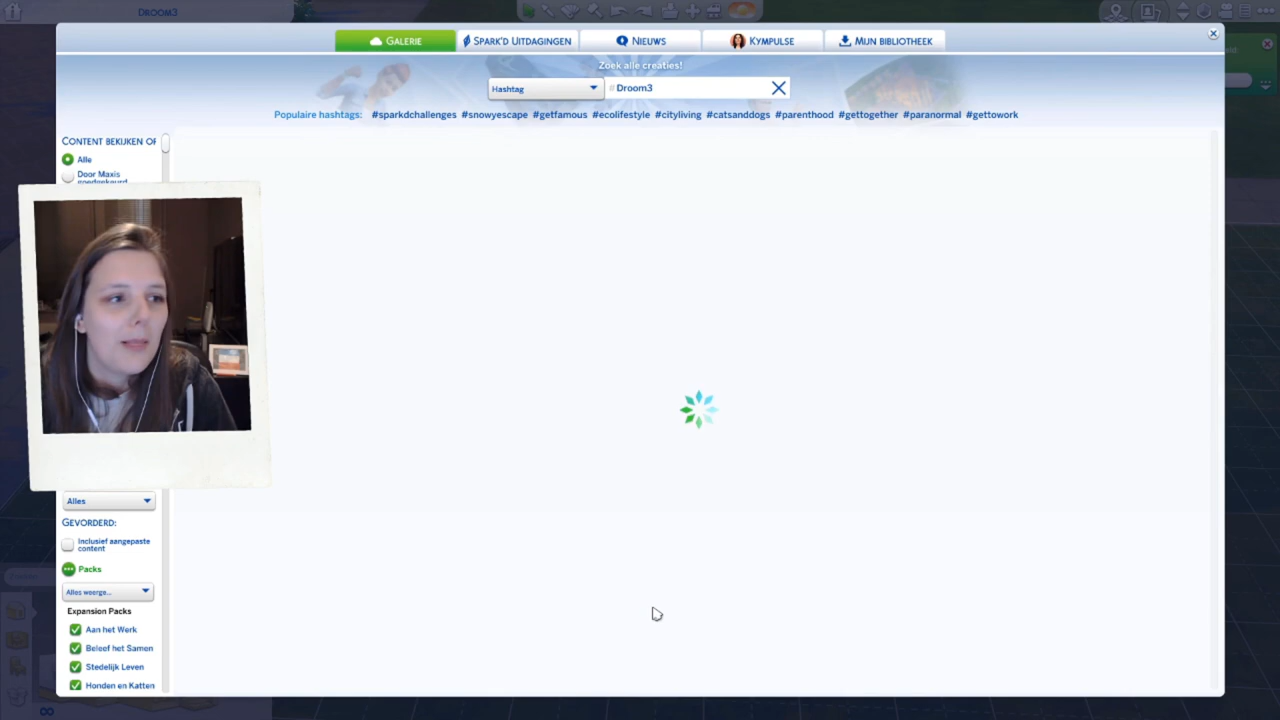 Droom3
Galerie
Spark'd Uitdagingen
Nieuws
Kympulse
Mijn bibliotheek
Zoek alle creaties!
Hashtag
#Droom3
Populaire hashtags: #sparkdchallenges #snowyescape #getfamous #ecolifestyle #cityliving #catsanddogs #parenthood #gettogether #paranormal #gettowork
Content bekijken of
Alle
Door Maxis
goedgekeurd
Alles
Gevorderd:
Inclusief aangepaste
content
Packs
Alles weerge...
Expansion Packs
Aan het Werk
Beleef het Samen
Stedelijk Leven
Honden en Katten